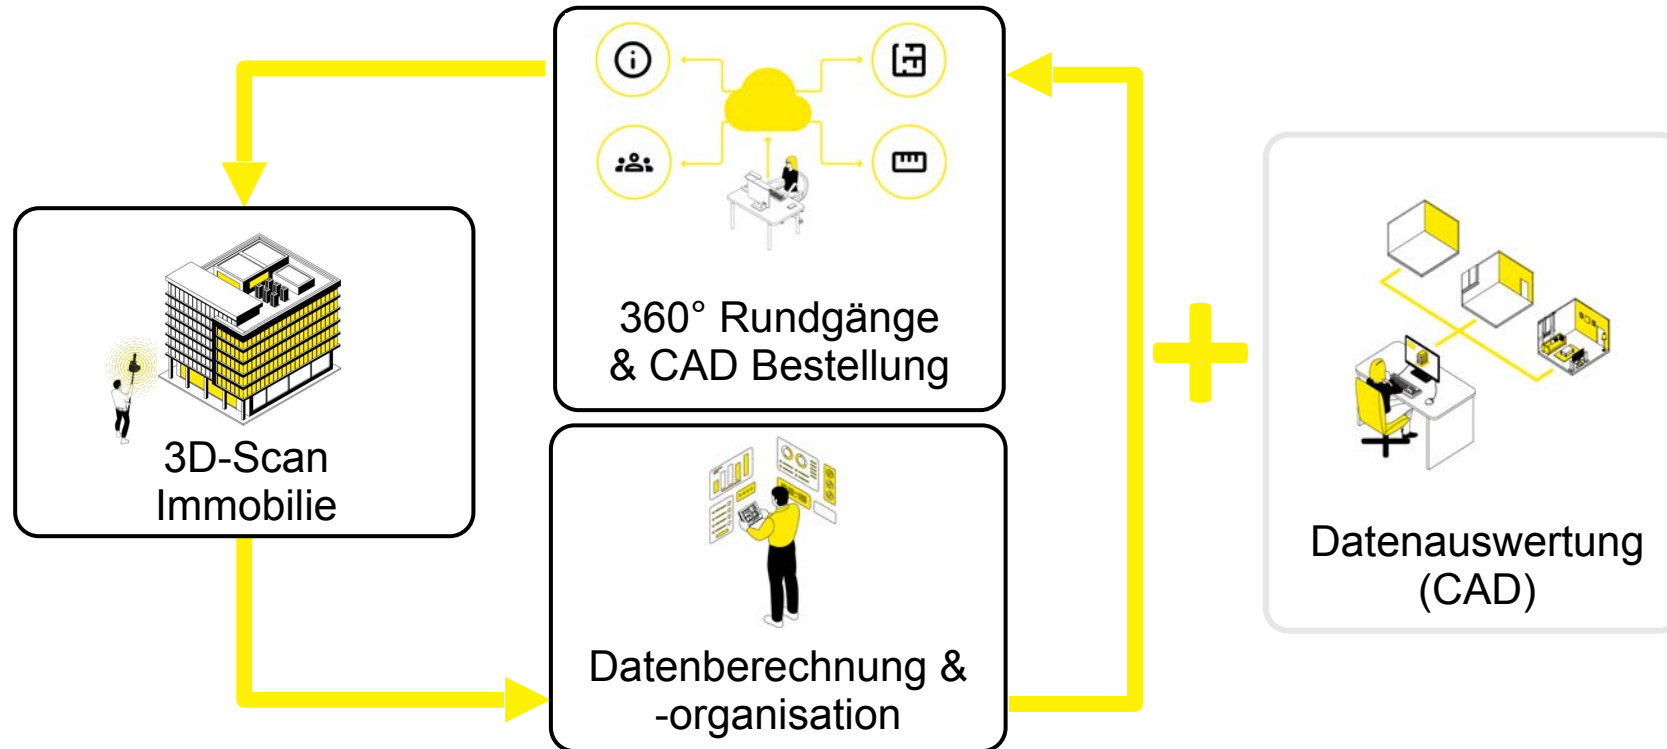 360° Rundgänge
& CAD Bestellung
3D-Scan
Immobilie
Datenberechnung &
-organisation
Datenauswertung
(CAD)